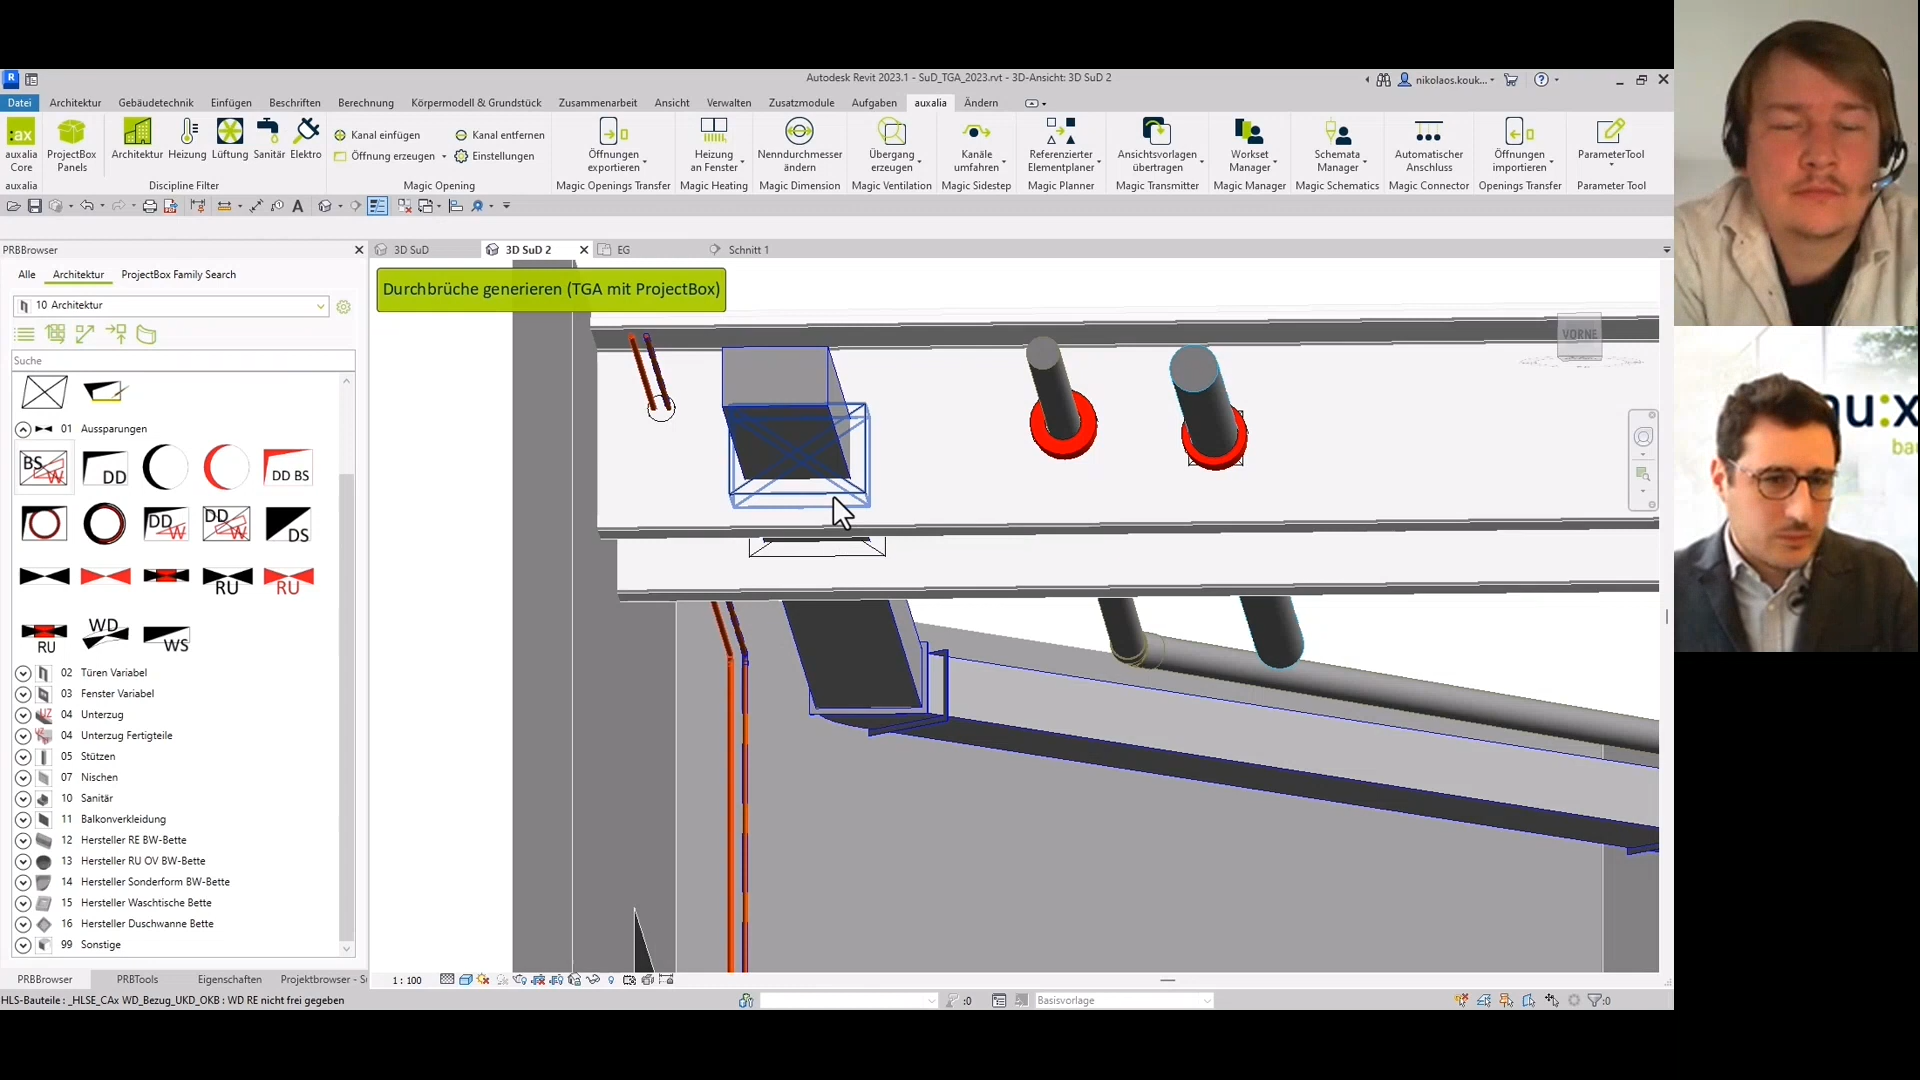 Autodesk Revit 2023.1 - SuD_TGA_2023.rvt - 3D-Ansicht: 3D SuD 2
nikolaos.kouk...
Datei Architektur Gebäudetechnik Einfügen Beschriften Berechnung Körpermodell & Grundstück Zusammenarbeit Ansicht Verwalten Zusatzmodule Aufgaben auxalia Ändern
:ax
auxalia Core
ProjectBox Panels
Architektur Heizung Lüftung Sanitär Elektro
Kanal einfügen
Kanal entfernen
Öffnung erzeugen
Einstellungen
Öffnungen exportieren
Heizung an Fenster
Nenndurchmesser ändern
Übergang erzeugen
Kanäle umfahren
Referenzierter Elementplaner
Ansichtsvorlagen übertragen
Workset Manager
Schemata Manager
Automatischer Anschluss
Öffnungen importieren
ParameterTool
auxalia Discipline Filter Magic Opening Magic Openings Transfer Magic Heating Magic Dimension Magic Ventilation Magic Sidestep Magic Planner Magic Transmitter Magic Manager Magic Schematics Magic Connector Openings Transfer Parameter Tool
PRBBrowser
3D SuD 3D SuD 2 EG Schnitt 1
Alle Architektur ProjectBox Family Search
10 Architektur
Suche
01 Aussparungen
BS W DD DD BS
DD W DD W DS
RU RU
RU WD WS
02 Türen Variabel
03 Fenster Variabel
UZ 04 Unterzug
04 Unterzug Fertigteile
05 Stützen
07 Nischen
10 Sanitär
11 Balkonverkleidung
12 Hersteller RE BW-Bette
13 Hersteller RU OV BW-Bette
14 Hersteller Sonderform BW-Bette
15 Hersteller Waschtische Bette
16 Hersteller Duschwanne Bette
99 Sonstige
Durchbrüche generieren (TGA mit ProjectBox)
VORNE
au:x
bau
PRBBrowser PRBTools Eigenschaften Projektbrowser - S
1 : 100
HLS-Bauteile : _HLSE_CAx WD_Bezug_UKD_OKB : WD RE nicht frei gegeben
:0
Basisvorlage
:0